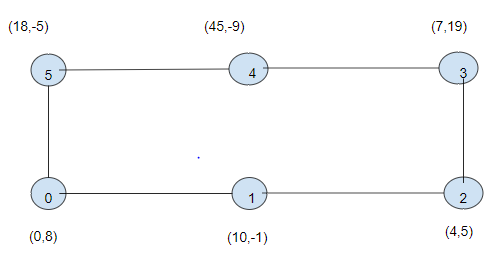 (18,-5) (45,-9) (7,19)
5 4 3
0 1 2
(0,8) (10,-1) (4,5)